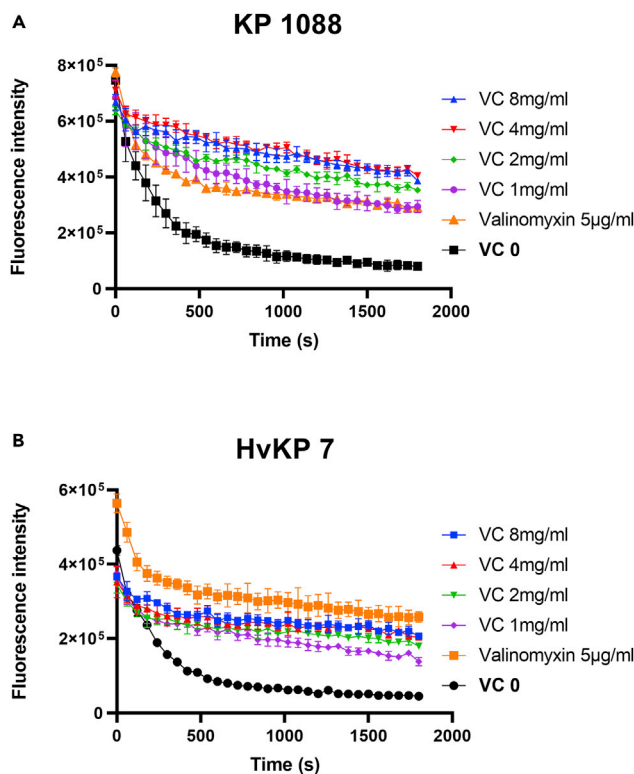 A
KP 1088
Fluorescence intensity
8×10⁵
6×10⁵
4×10⁵
2×10⁵
0
0 500 1000 1500 2000
Time (s)
VC 8mg/ml
VC 4mg/ml
VC 2mg/ml
VC 1mg/ml
Valinomyxin 5μg/ml
VC 0
B
HvKP 7
Fluorescence intensity
6×10⁵
4×10⁵
2×10⁵
0
0 500 1000 1500 2000
Time (s)
VC 8mg/ml
VC 4mg/ml
VC 2mg/ml
VC 1mg/ml
Valinomyxin 5μg/ml
VC 0